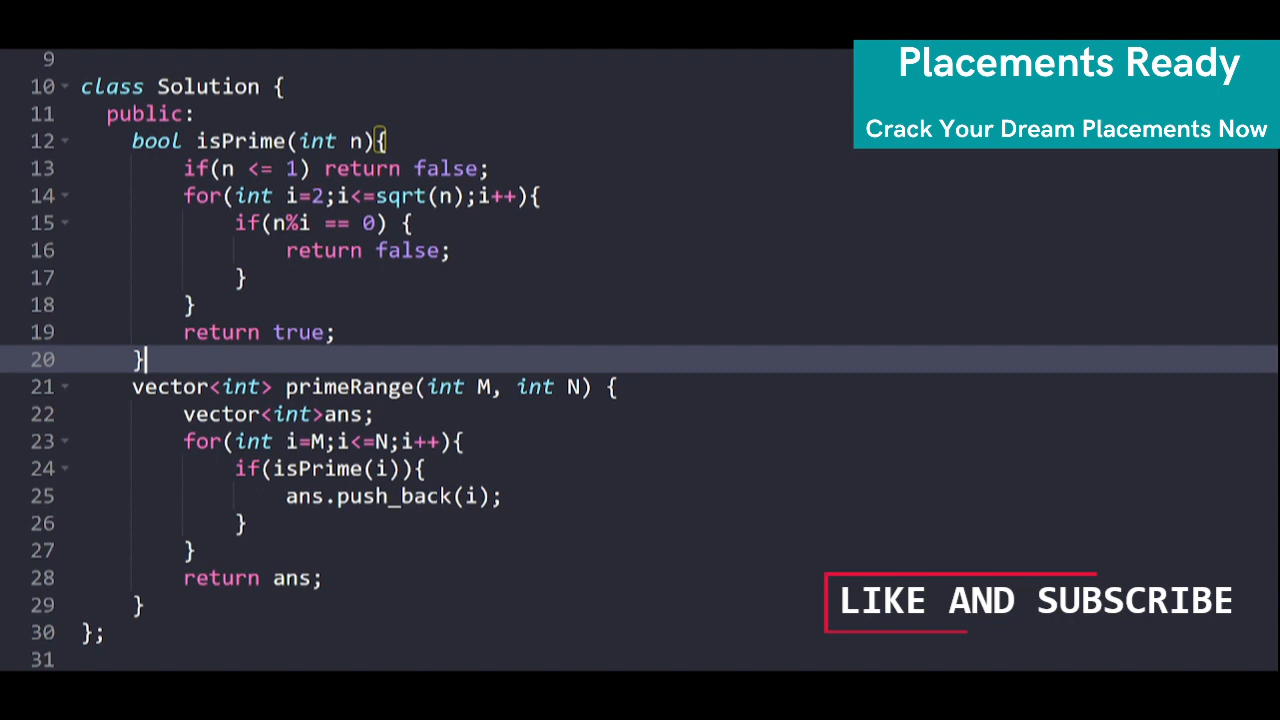 Placements Ready
Crack Your Dream Placements Now
9
10 class Solution {
11 public:
12 bool isPrime(int n){
13 if(n <= 1) return false;
14 for(int i=2;i<=sqrt(n);i++){
15 if(n%i == 0) {
16 return false;
17 }
18 }
19 return true;
20 }
21 vector<int> primeRange(int M, int N) {
22 vector<int>ans;
23 for(int i=M;i<=N;i++){
24 if(isPrime(i)){
25 ans.push_back(i);
26 }
27 }
28 return ans;
29 }
30 };
31
LIKE AND SUBSCRIBE